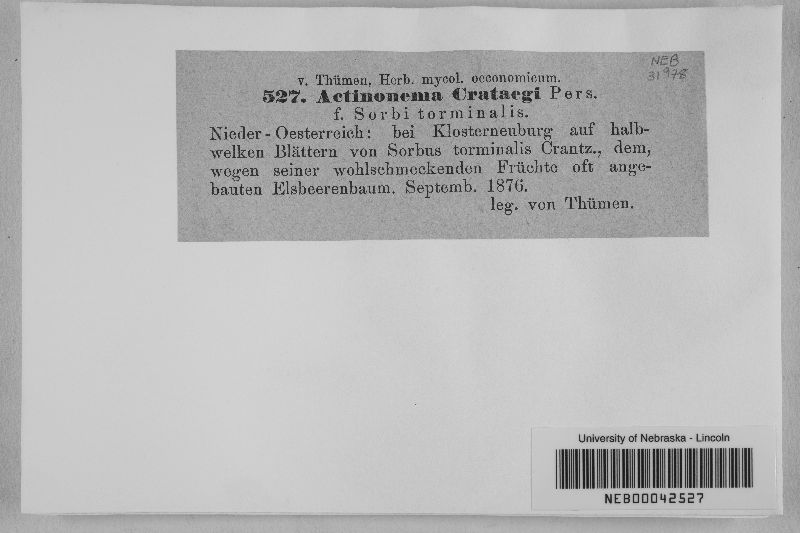 NEB
31978
v. Thümen, Herb. mycol. oeconomicum.
527. Actinonema Crataegi Pers.
f. Sorbi torminalis.
Nieder-Oesterreich: bei Klosterneuburg auf halb-
welken Blättern von Sorbus torminalis Crantz., dem,
wegen seiner wohlschmeckenden Früchte oft ange-
bauten Elsbeerenbaum. Septemb. 1876.
leg. von Thümen.
University of Nebraska - Lincoln
NEB00042527